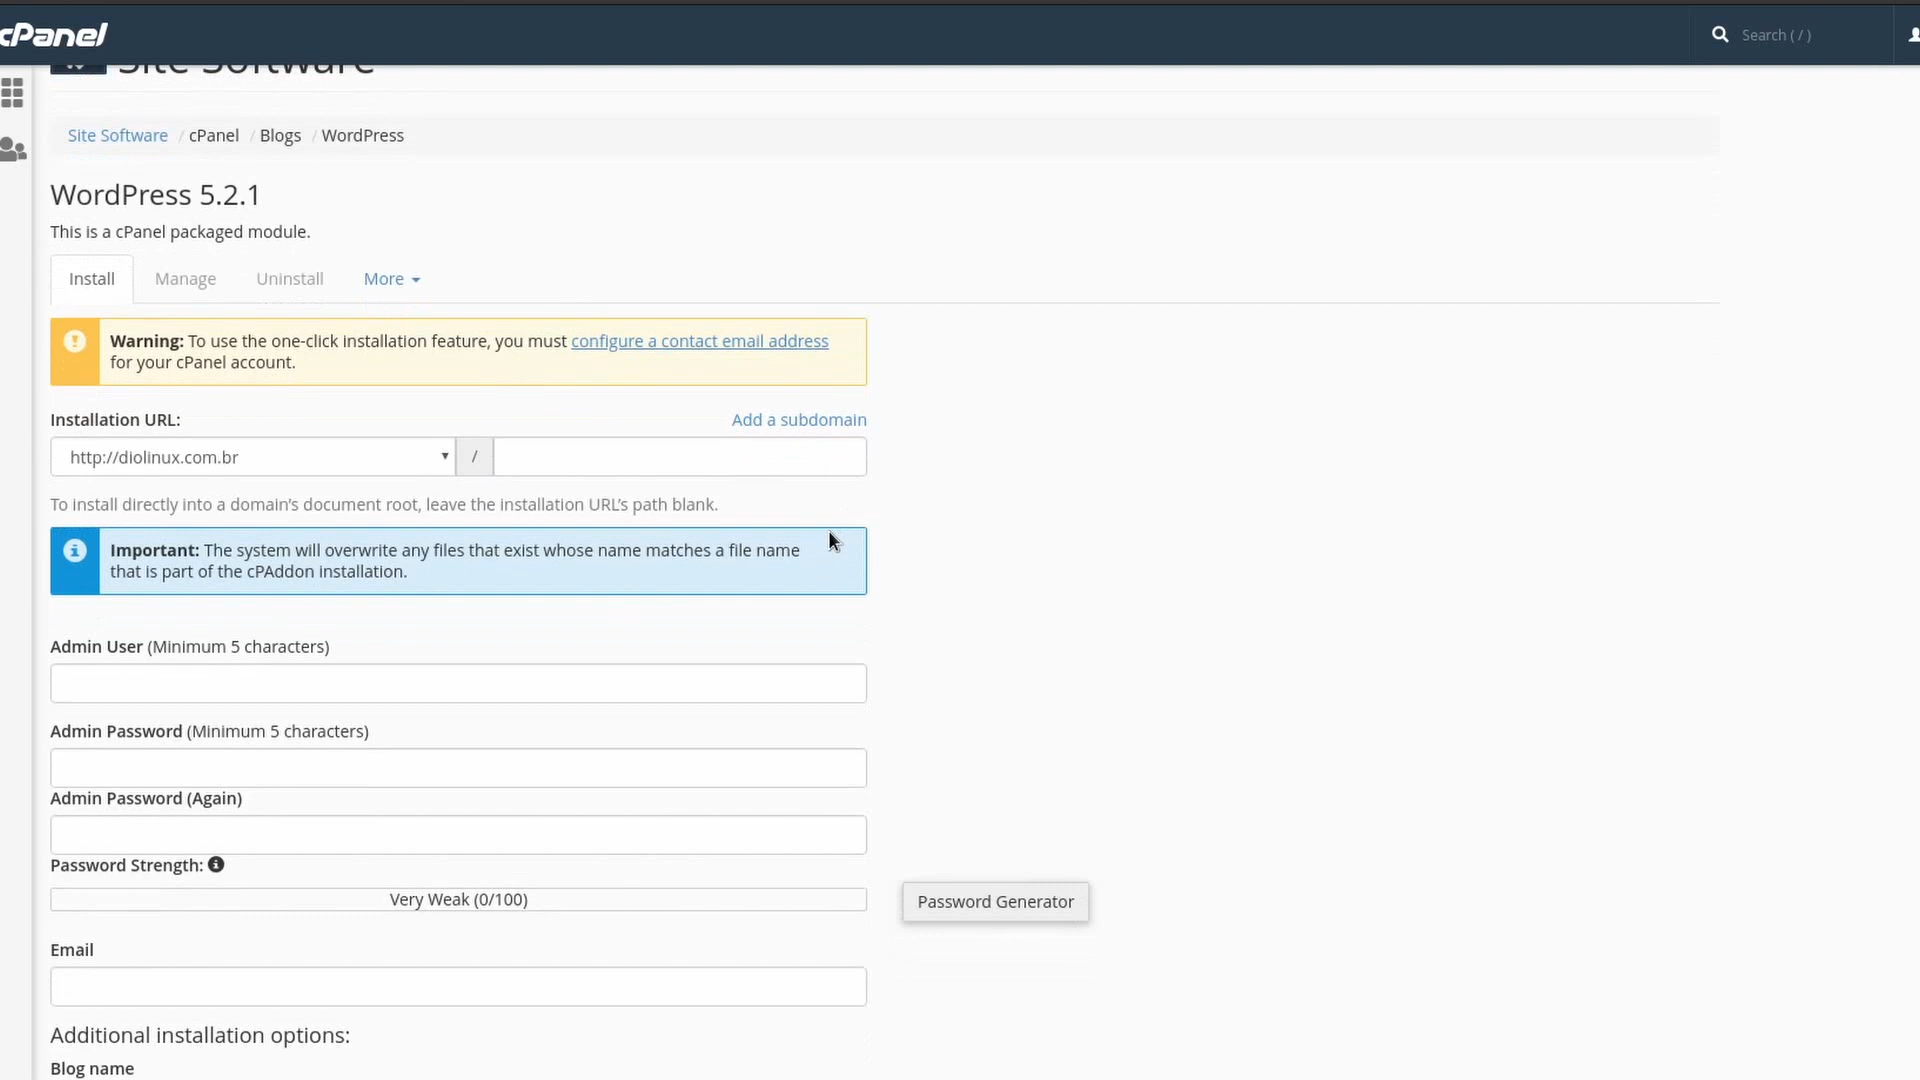 cPanel
Search ( / )
Site Software
Site Software / cPanel / Blogs / WordPress
WordPress 5.2.1
This is a cPanel packaged module.
Install Manage Uninstall More
Warning: To use the one-click installation feature, you must configure a contact email address
for your cPanel account.
Installation URL: Add a subdomain
http://diolinux.com.br /
To install directly into a domain’s document root, leave the installation URL’s path blank.
Important: The system will overwrite any files that exist whose name matches a file name
that is part of the cPAddon installation.
Admin User (Minimum 5 characters)
Admin Password (Minimum 5 characters)
Admin Password (Again)
Password Strength:
Very Weak (0/100)
Password Generator
Email
Additional installation options:
Blog name